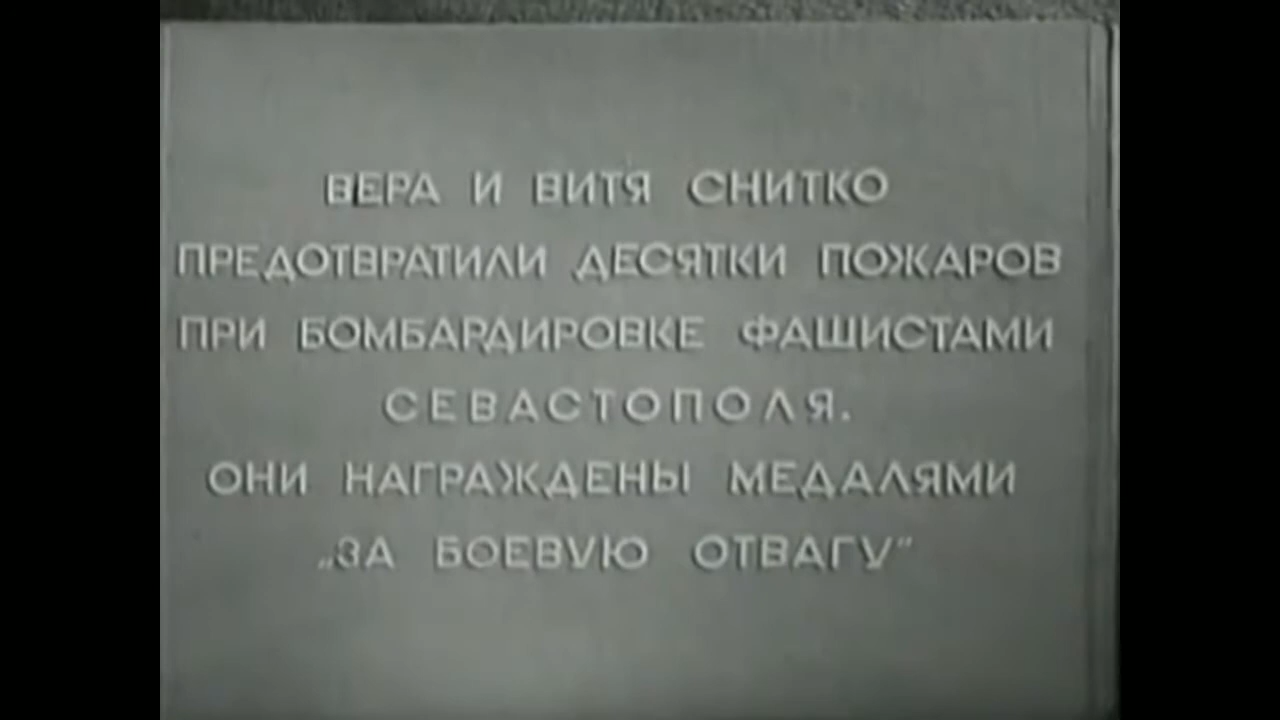 ВЕРА И ВИТЯ СНИТКО
ПРЕДОТВРАТИЛИ ДЕСЯТКИ ПОЖАРОВ
ПРИ БОМБАРДИРОВКЕ ФАШИСТАМИ
СЕВАСТОПОЛЯ.
ОНИ НАГРАЖДЕНЫ МЕДАЛЯМИ
„ЗА БОЕВУЮ ОТВАГУ"